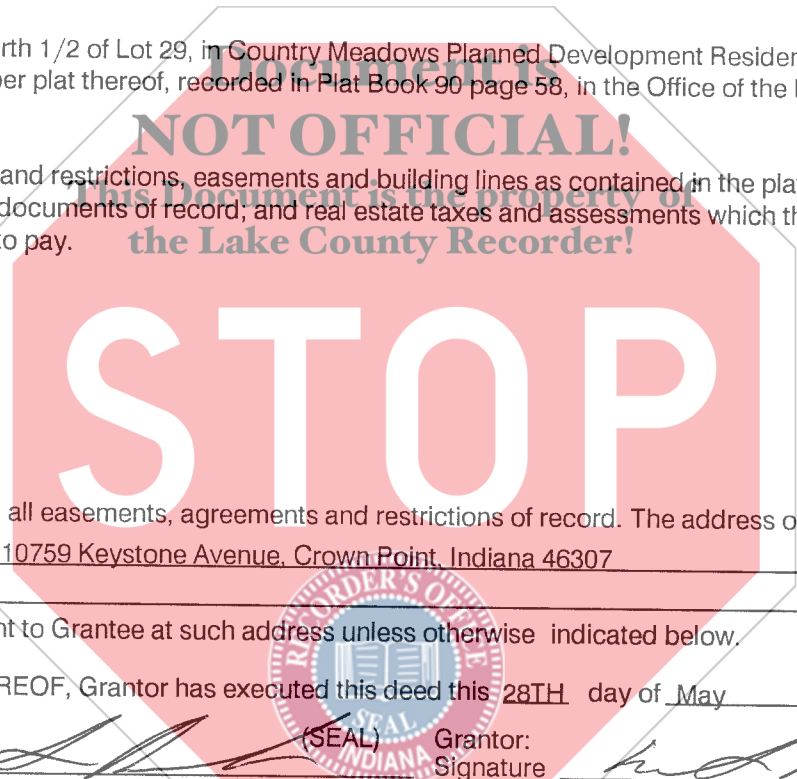 rth 1/2 of Lot 29, in Country Meadows Planned Development Residen
Document is
per plat thereof, recorded in Plat Book 90 page 58, in the Office of the
NOT OFFICIAL!
and restrictions, easements and building lines as contained in the pla
This Document is the property of
documents of record; and real estate taxes and assessments which th
to pay.
the Lake County Recorder!
STOP
all easements, agreements and restrictions of record. The address o
10759 Keystone Avenue, Crown Point, Indiana 46307
RECORDER'S OFFICE
nt to Grantee at such address unless otherwise indicated below.
REOF, Grantor has executed this deed this 28TH day of May
SEAL
(SEAL) Grantor:
INDIANA
Signature